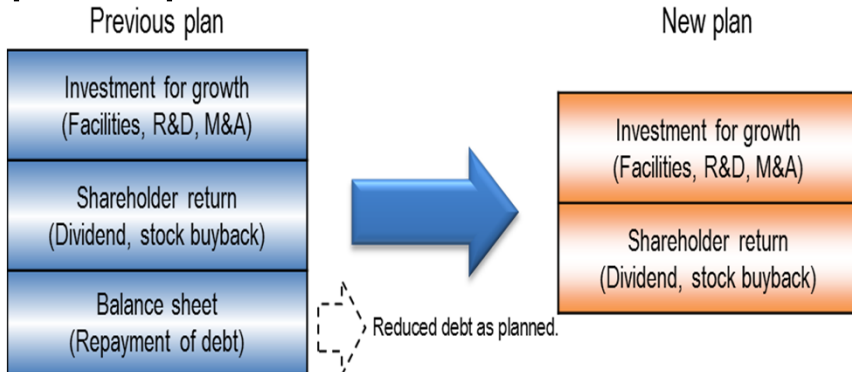 Previous plan
Investment for growth
(Facilities, R&D, M&A)
Shareholder return
(Dividend, stock buyback)
Balance sheet
(Repayment of debt)
Reduced debt as planned.
New plan
Investment for growth
(Facilities, R&D, M&A)
Shareholder return
(Dividend, stock buyback)